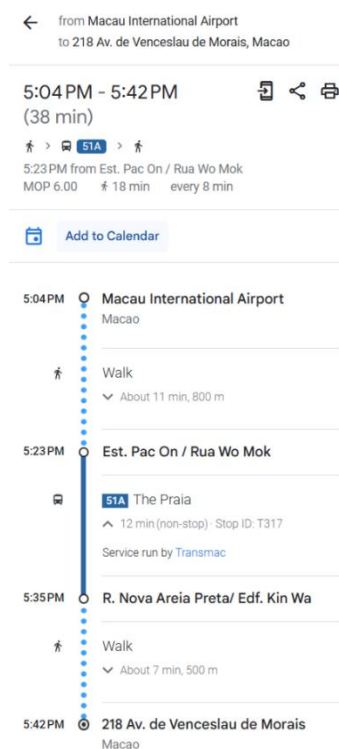 from Macau International Airport
to 218 Av. de Venceslau de Morais, Macao
5:04 PM - 5:42 PM
(38 min)
51A
5:23 PM from Est. Pac On / Rua Wo Mok
MOP 6.00 18 min every 8 min
Add to Calendar
5:04 PM Macau International Airport
Macao
Walk
About 11 min, 800 m
5:23 PM Est. Pac On / Rua Wo Mok
51A The Praia
12 min (non-stop) · Stop ID: T317
Service run by Transmac
5:35 PM R. Nova Areia Preta/ Edf. Kin Wa
Walk
About 7 min, 500 m
5:42 PM 218 Av. de Venceslau de Morais
Macao